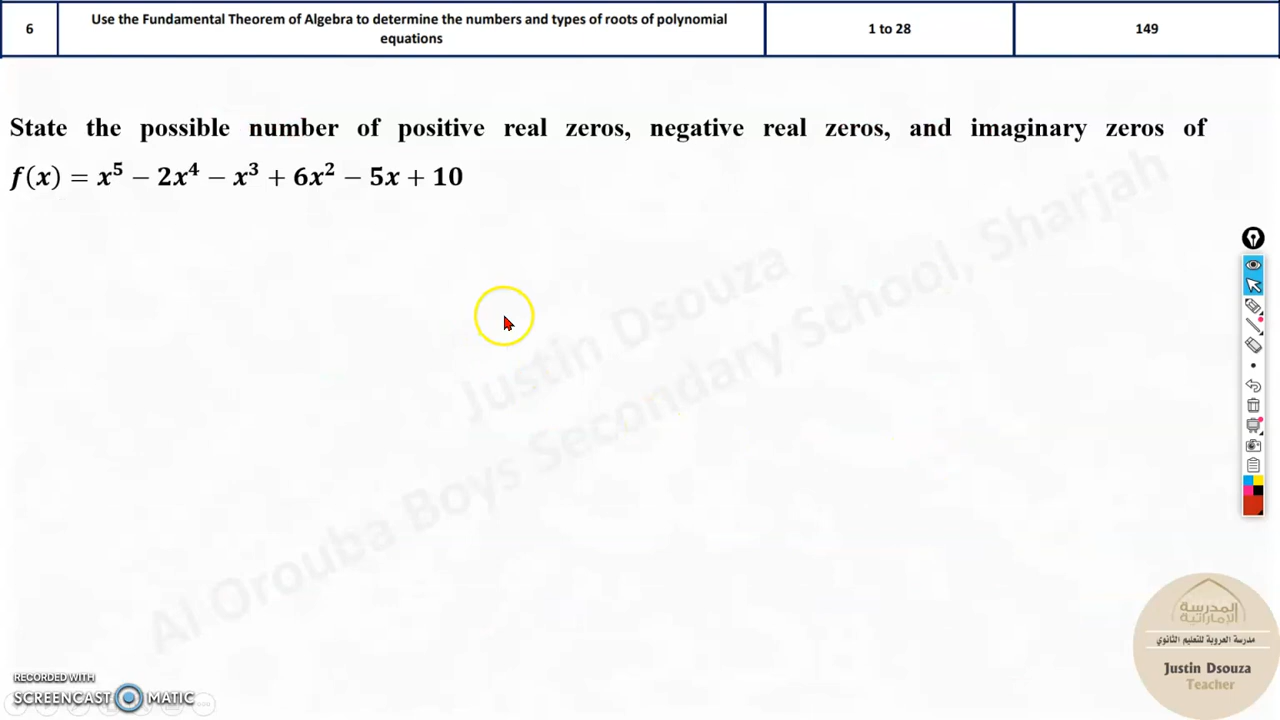 6
Use the Fundamental Theorem of Algebra to determine the numbers and types of roots of polynomial
equations
1 to 28
149
State the possible number of positive real zeros, negative real zeros, and imaginary zeros of
f(x) = x⁵ − 2x⁴ − x³ + 6x² − 5x + 10
Justin Dsouza
Al Orouba Boys Secondary School, Sharjah
المدرسة
الإماراتية
مدرسة العروبة للتعليم الثانوي
Justin Dsouza
Teacher
RECORDED WITH
SCREENCAST MATIC